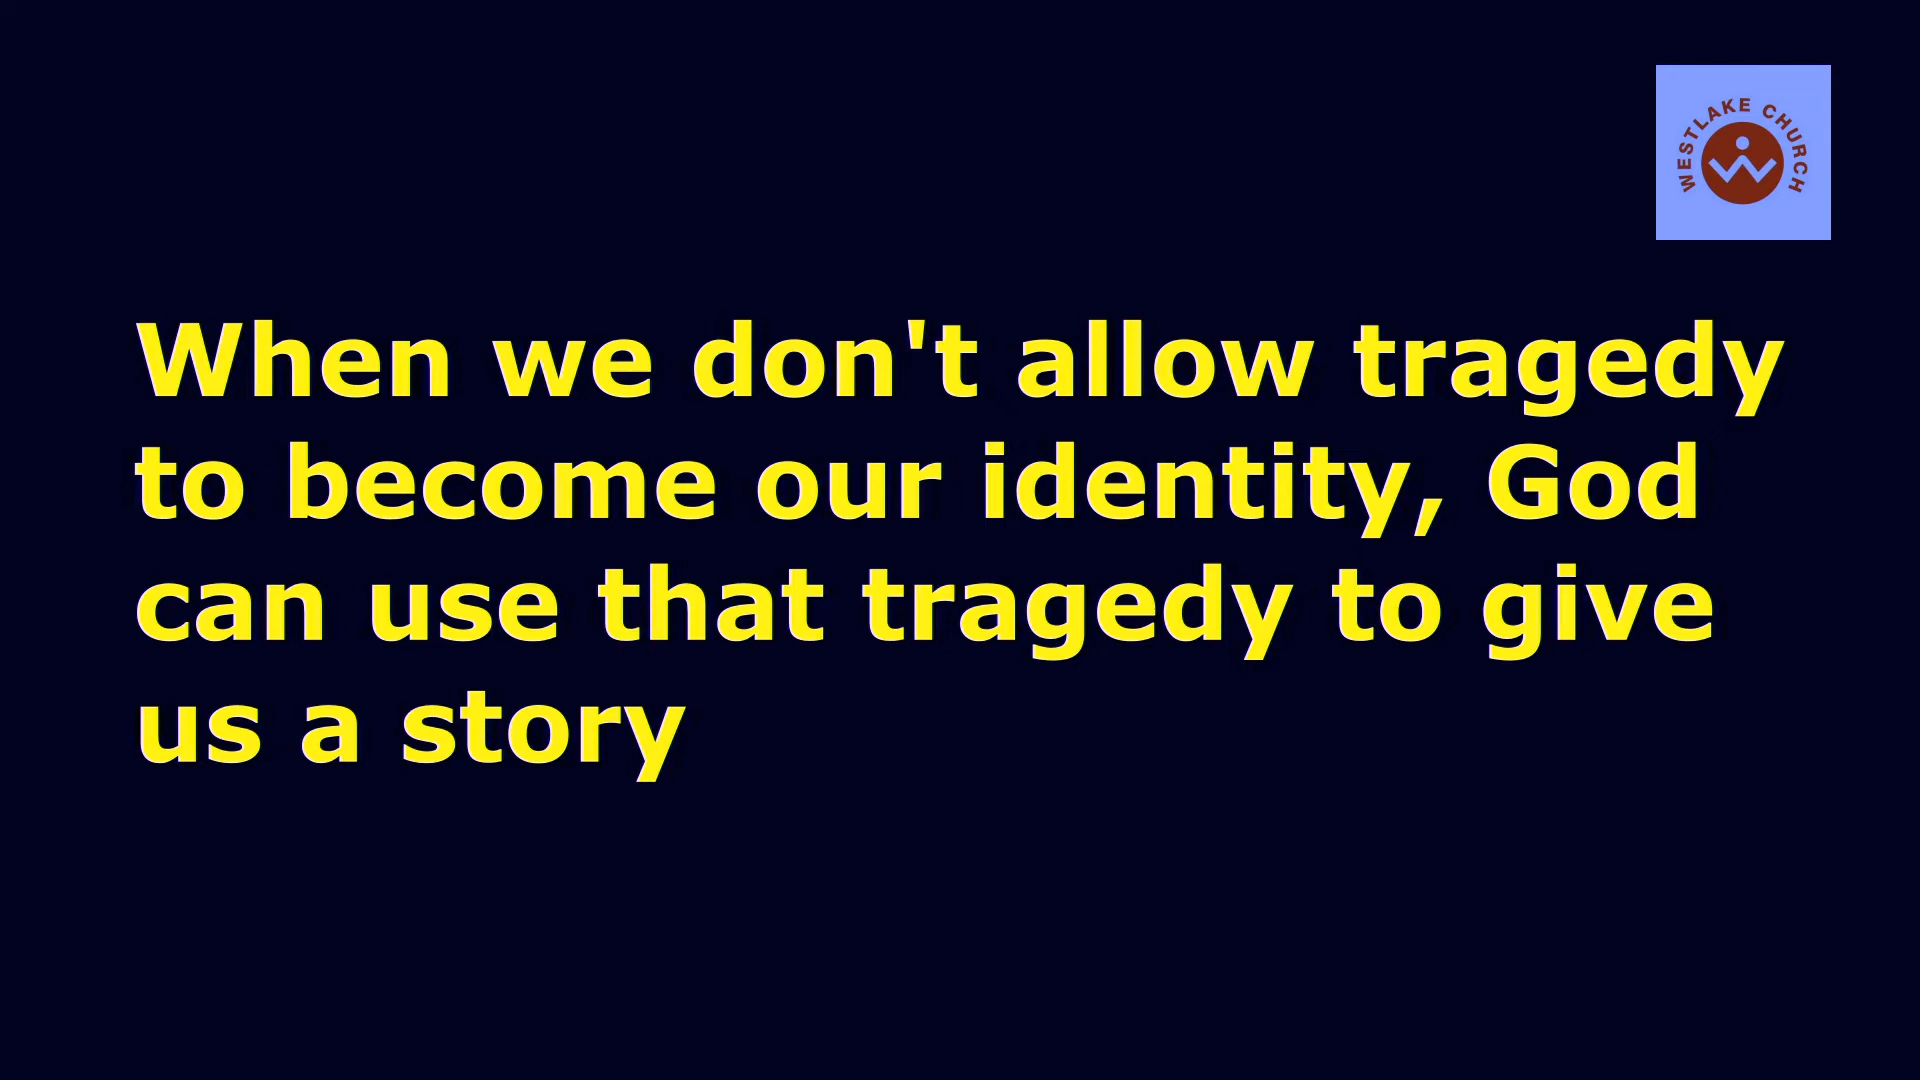 WESTLAKE CHURCH
When we don't allow tragedy
to become our identity, God
can use that tragedy to give
us a story